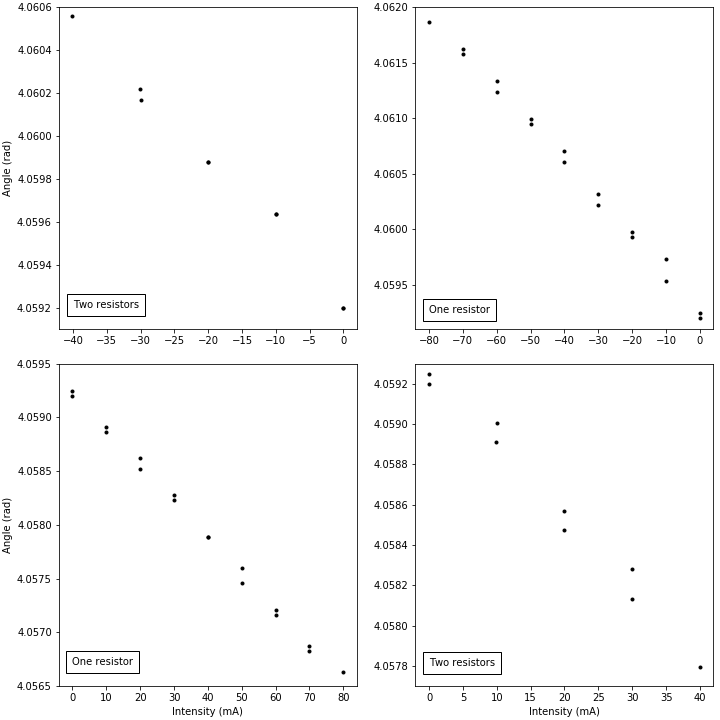 4.0606
4.0604
4.0602
4.0600
4.0598
4.0596
4.0594
4.0592
Angle (rad)
Two resistors
−40 −35 −30 −25 −20 −15 −10 −5 0
4.0620
4.0615
4.0610
4.0605
4.0600
4.0595
One resistor
−80 −70 −60 −50 −40 −30 −20 −10 0
4.0595
4.0590
4.0585
4.0580
4.0575
4.0570
4.0565
Angle (rad)
One resistor
0 10 20 30 40 50 60 70 80
Intensity (mA)
4.0592
4.0590
4.0588
4.0586
4.0584
4.0582
4.0580
4.0578
Two resistors
0 5 10 15 20 25 30 35 40
Intensity (mA)